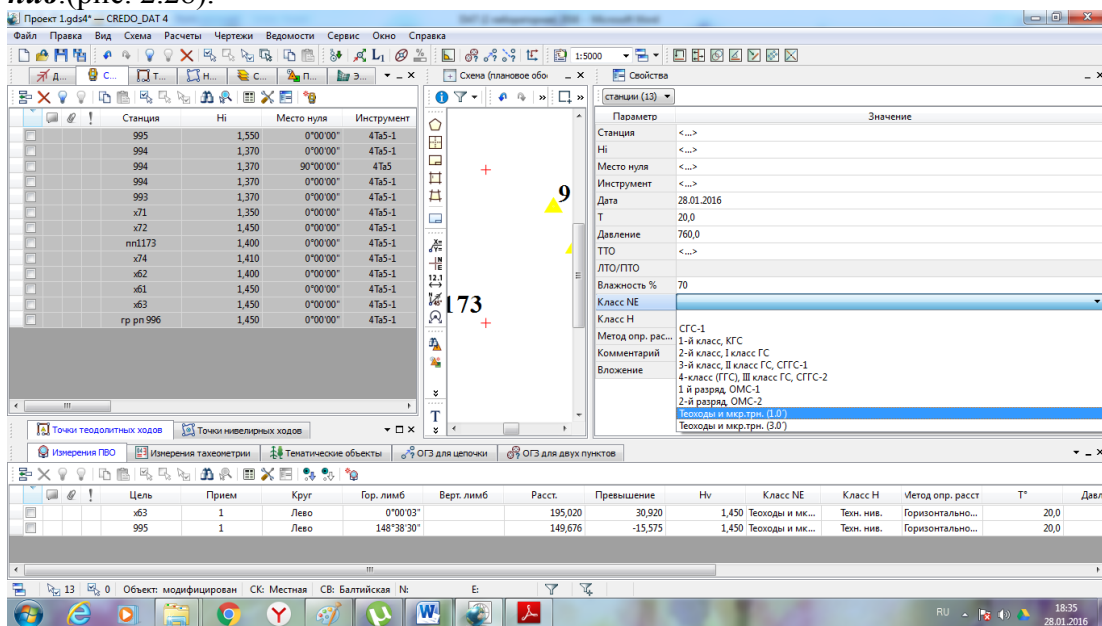 нив.(рис. 2.28).
Проект 1.gds4* — CREDO_DAT 4
Файл Правка Вид Схема Расчеты Чертежи Ведомости Сервис Окно Справка
1:5000
Д... С... Т... Н... С... П... Э... Схема (плановое обо Свойства
станции (13)
Станция Hi Место нуля Инструмент
995 1,550 0°00'00" 4Та5-1
994 1,370 0°00'00" 4Та5-1
994 1,370 90°00'00" 4Та5
994 1,370 0°00'00" 4Та5-1
993 1,370 0°00'00" 4Та5-1
х71 1,350 0°00'00" 4Та5-1
х72 1,450 0°00'00" 4Та5-1
пп1173 1,400 0°00'00" 4Та5-1
х74 1,410 0°00'00" 4Та5-1
х62 1,400 0°00'00" 4Та5-1
х61 1,450 0°00'00" 4Та5-1
х63 1,450 0°00'00" 4Та5-1
гр рп 996 1,450 0°00'00" 4Та5-1
12.1
T
9
173
Параметр Значение
Станция <...>
Hi <...>
Место нуля <...>
Инструмент <...>
Дата 28.01.2016
T 20,0
Давление 760,0
ТТО <...>
ЛТО/ПТО
Влажность % 70
Класс NE
Класс H
Метод опр. рас...
Комментарий
Вложение
СГС-1
1-й класс, КГС
2-й класс, I класс ГС
3-й класс, II класс ГС, СГГС-1
4-класс (ГГС), III класс ГС, СГГС-2
1 й разряд, ОМС-1
2-й разряд, ОМС-2
Теоходы и мкр.трн. (1.0')
Теоходы и мкр.трн. (3.0')
Точки теодолитных ходов Точки нивелирных ходов
Измерения ПВО Измерения тахеометрии Тематические объекты ОГЗ для цепочки ОГЗ для двух пунктов
Цель Прием Круг Гор. лимб Верт. лимб Расст. Превышение Hv Класс NE Класс H Метод опр. расст T° Давл
х63 1 Лево 0°00'03" 195,020 30,920 1,450 Теоходы и мк... Техн. нив. Горизонтально... 20,0
995 1 Лево 148°38'30" 149,676 -15,575 1,450 Теоходы и мк... Техн. нив. Горизонтально... 20,0
13 0 Объект: модифицирован СК: Местная СВ: Балтийская N: E:
RU 18:35
28.01.2016